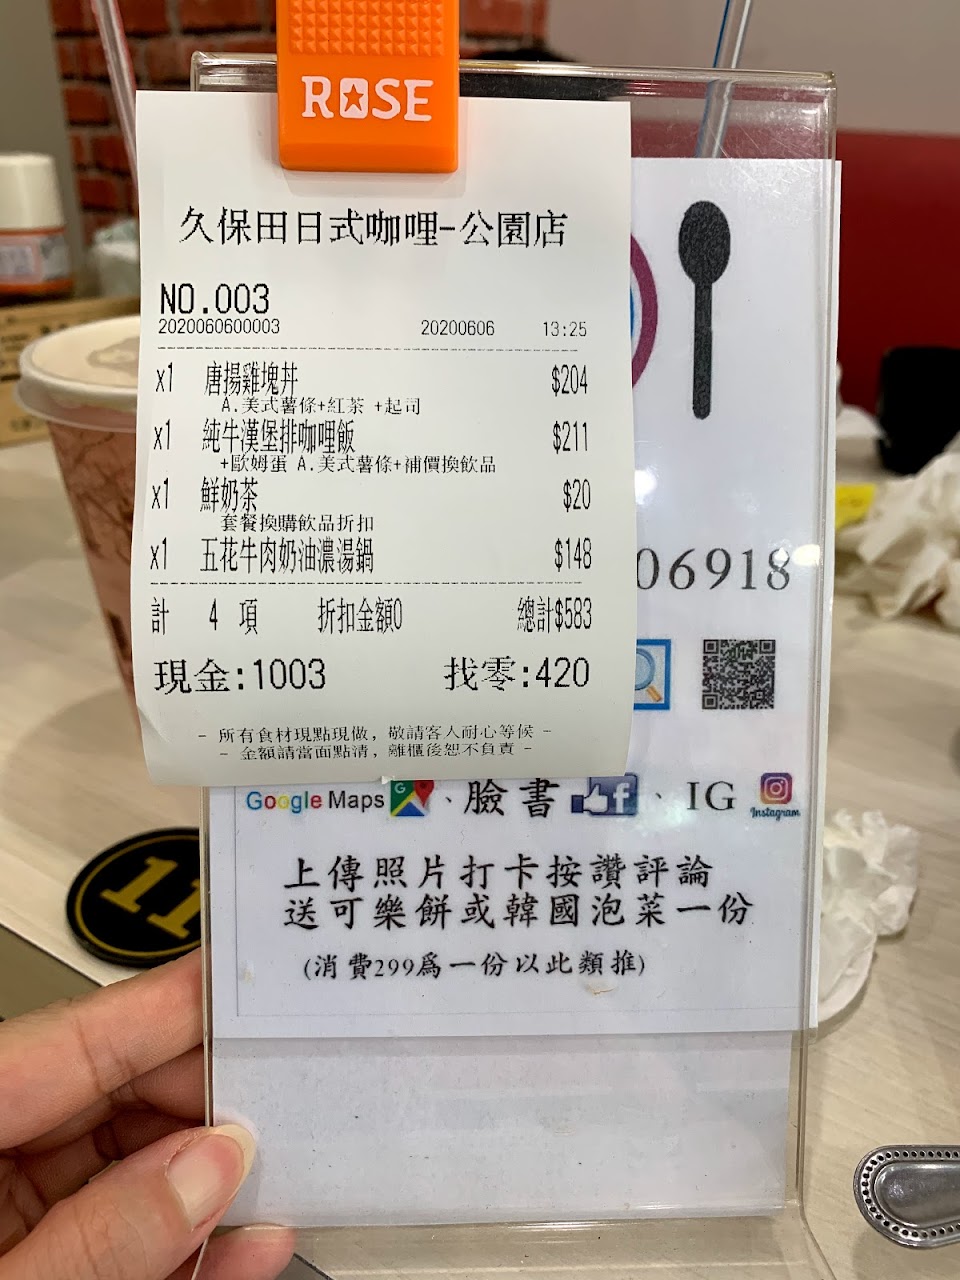 ROSE
久保田日式咖哩-公園店
NO.003
2020060600003 20200606 13:25
x1 唐揚雞塊丼 $204
A.美式薯條+紅茶 +起司
x1 純牛漢堡排咖哩飯 $211
+歐姆蛋 A.美式薯條+補價換飲品
x1 鮮奶茶 $20
套餐換購飲品折扣
x1 五花牛肉奶油濃湯鍋 $148
計 4 項 折扣金額0 總計$583
現金:1003 找零:420
- 所有食材現點現做, 敬請客人耐心等候 -
- 金額請當面點清, 離櫃後恕不負責 -
06918
Google Maps、臉書、IG
Instagram
上傳照片打卡按讚評論
送可樂餅或韓國泡菜一份
(消費299為一份以此類推)
11